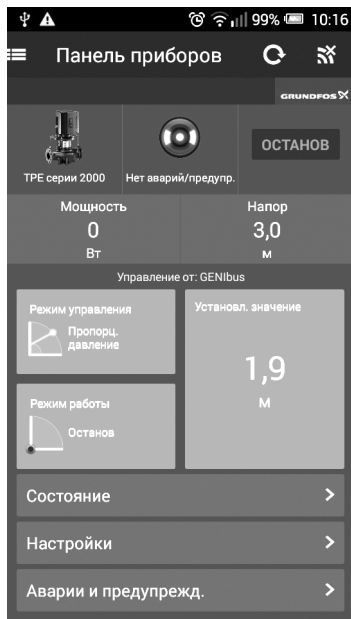 99% 10:16
Панель приборов
GRUNDFOS
ТРЕ серии 2000
Нет аварий/предупр.
ОСТАНОВ
Мощность
0
Вт
Напор
3,0
м
Управление от: GENIbus
Режим управления
Пропорц.
давление
Установл. значение
1,9
м
Режим работы
Останов
Состояние
Настройки
Аварии и предупрежд.